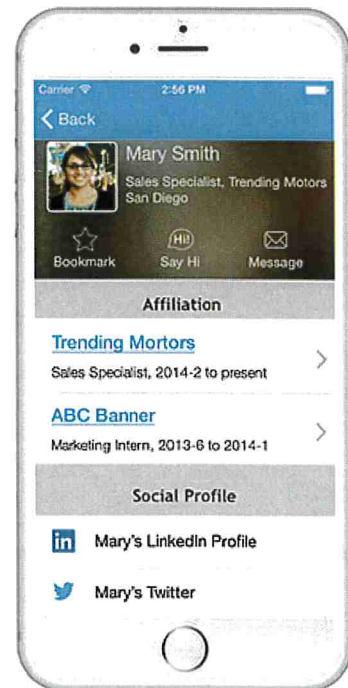 Carrier 2:56 PM
Back
Mary Smith
Sales Specialist, Trending Motors
San Diego
Bookmark Say Hi Message
Hi!
Affiliation
Trending Mortors
Sales Specialist, 2014-2 to present
ABC Banner
Marketing Intern, 2013-6 to 2014-1
Social Profile
in Mary's LinkedIn Profile
Mary's Twitter